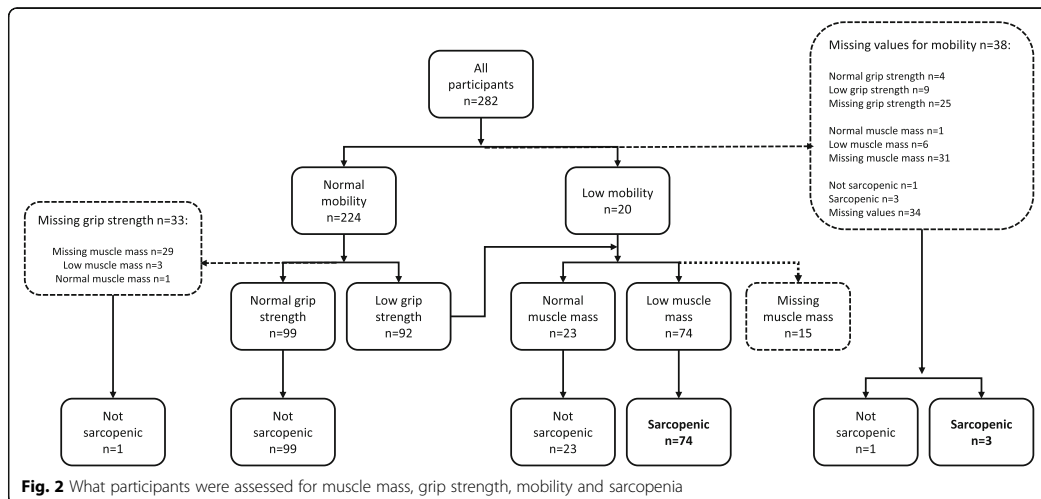 All
participants
n=282
Missing values for mobility n=38:
Normal grip strength n=4
Low grip strength n=9
Missing grip strength n=25
Normal muscle mass n=1
Low muscle mass n=6
Missing muscle mass n=31
Not sarcopenic n=1
Sarcopenic n=3
Missing values n=34
Normal
mobility
n=224
Low mobility
n=20
Missing grip strength n=33:
Missing muscle mass n=29
Low muscle mass n=3
Normal muscle mass n=1
Normal grip
strength
n=99
Low grip
strength
n=92
Normal
muscle mass
n=23
Low muscle
mass
n=74
Missing
muscle mass
n=15
Not
sarcopenic
n=1
Not
sarcopenic
n=99
Not
sarcopenic
n=23
Sarcopenic
n=74
Not
sarcopenic
n=1
Sarcopenic
n=3
Fig. 2 What participants were assessed for muscle mass, grip strength, mobility and sarcopenia